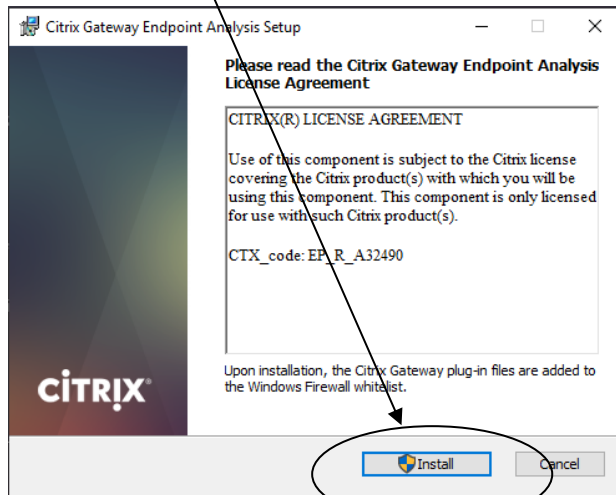 Citrix Gateway Endpoint Analysis Setup
Please read the Citrix Gateway Endpoint Analysis
License Agreement
CITRIX(R) LICENSE AGREEMENT
Use of this component is subject to the Citrix license
covering the Citrix product(s) with which you will be
using this component. This component is only licensed
for use with such Citrix product(s).
CTX_code: EP_R_A32490
Upon installation, the Citrix Gateway plug-in files are added to
the Windows Firewall whitelist.
CITRIX
Install
Cancel